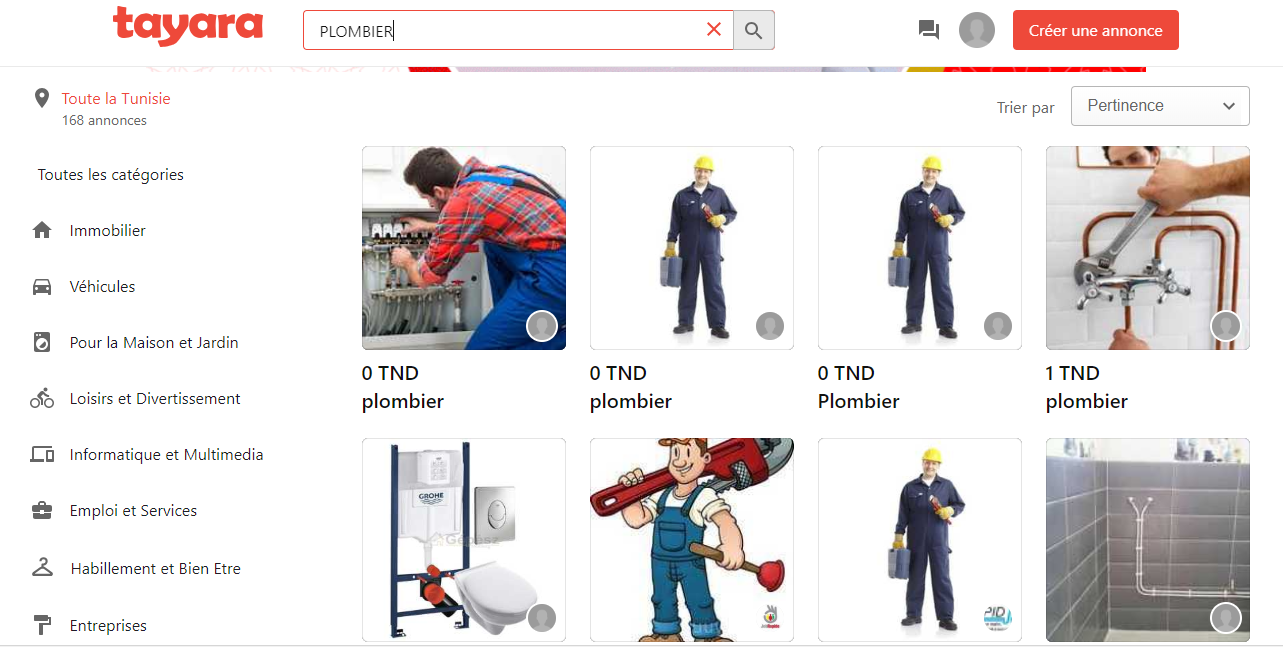 tayara
PLOMBIER
Créer une annonce
Toute la Tunisie
168 annonces
Trier par
Pertinence
Toutes les catégories
Immobilier
Véhicules
Pour la Maison et Jardin
Loisirs et Divertissement
Informatique et Multimedia
Emploi et Services
Habillement et Bien Etre
Entreprises
0 TND
plombier
0 TND
plombier
0 TND
Plombier
1 TND
plombier
GROHE
Gépész